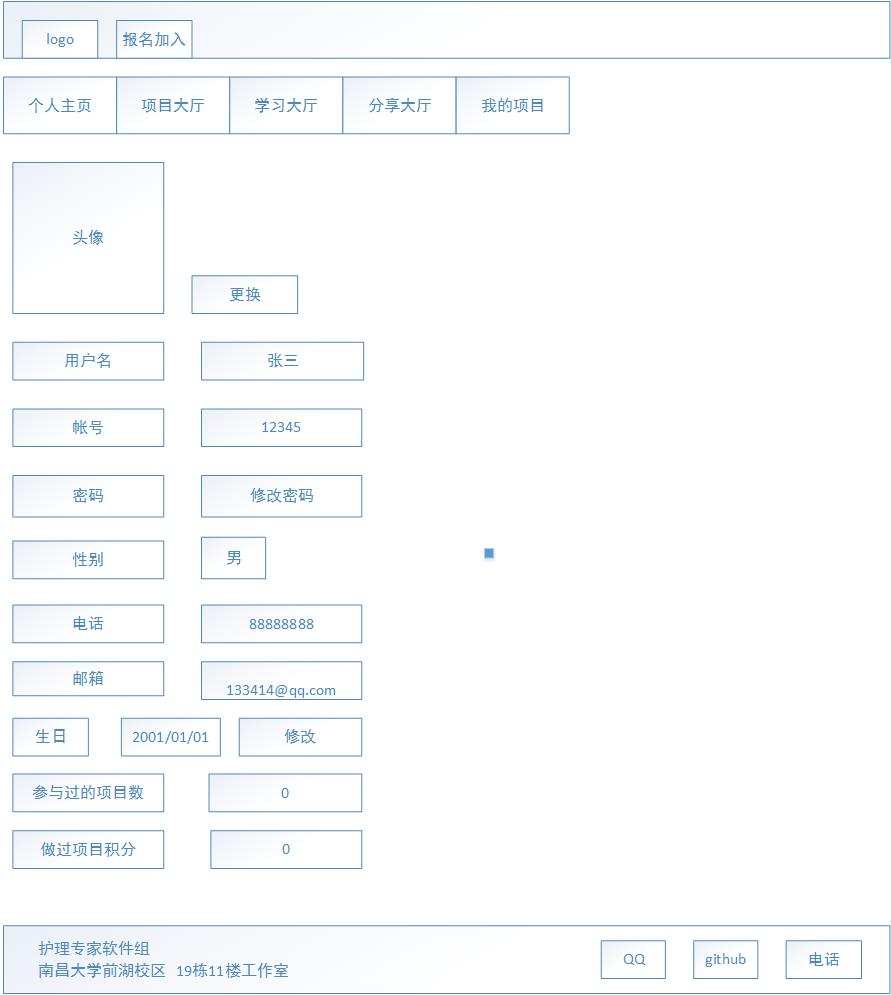 logo 报名加入
个人主页 项目大厅 学习大厅 分享大厅 我的项目
头像
更换
用户名 张三
帐号 12345
密码 修改密码
性别 男
电话 88888888
邮箱 133414@qq.com
生日 2001/01/01 修改
参与过的项目数 0
做过项目积分 0
护理专家软件组
南昌大学前湖校区 19栋11楼工作室
QQ github 电话